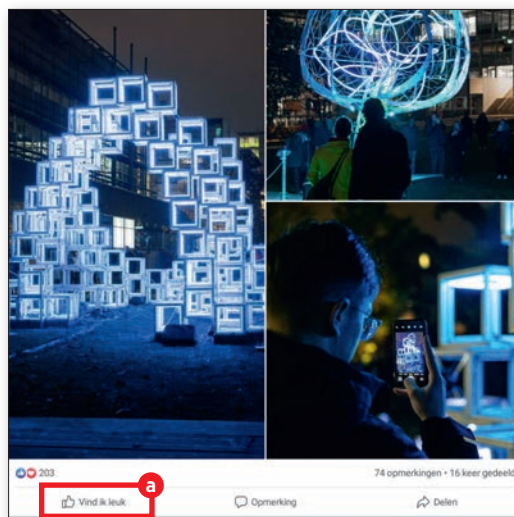 203
74 opmerkingen • 16 keer gedeeld
a
Vind ik leuk
Opmerking
Delen